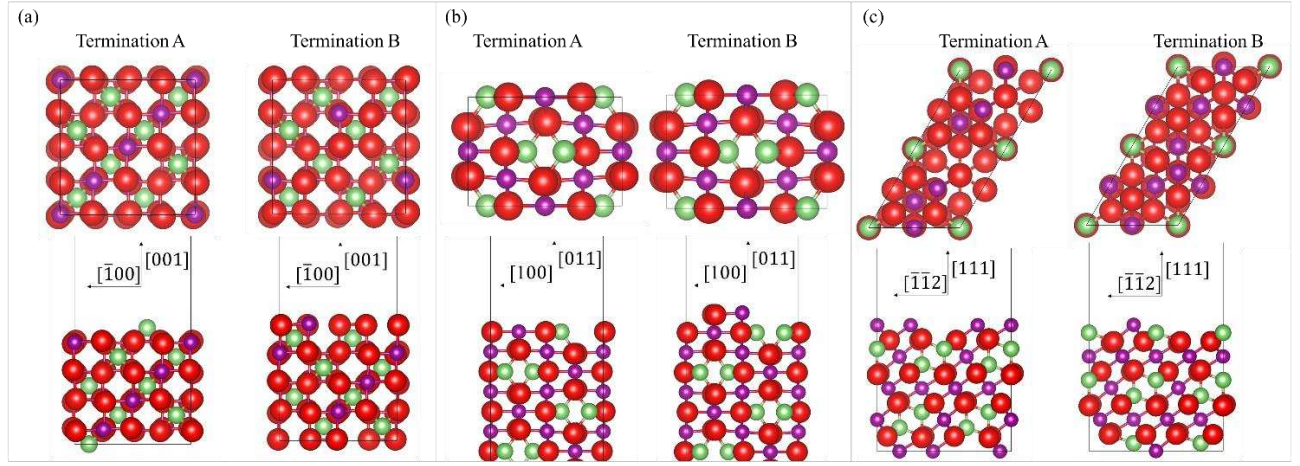 (a)
Termination A
Termination B
[001]
[1̅00]
[001]
[1̅00]
(b)
Termination A
Termination B
[011]
[100]
[011]
[100]
(c)
Termination A
Termination B
[111]
[1̅1̅2]
[111]
[1̅1̅2]